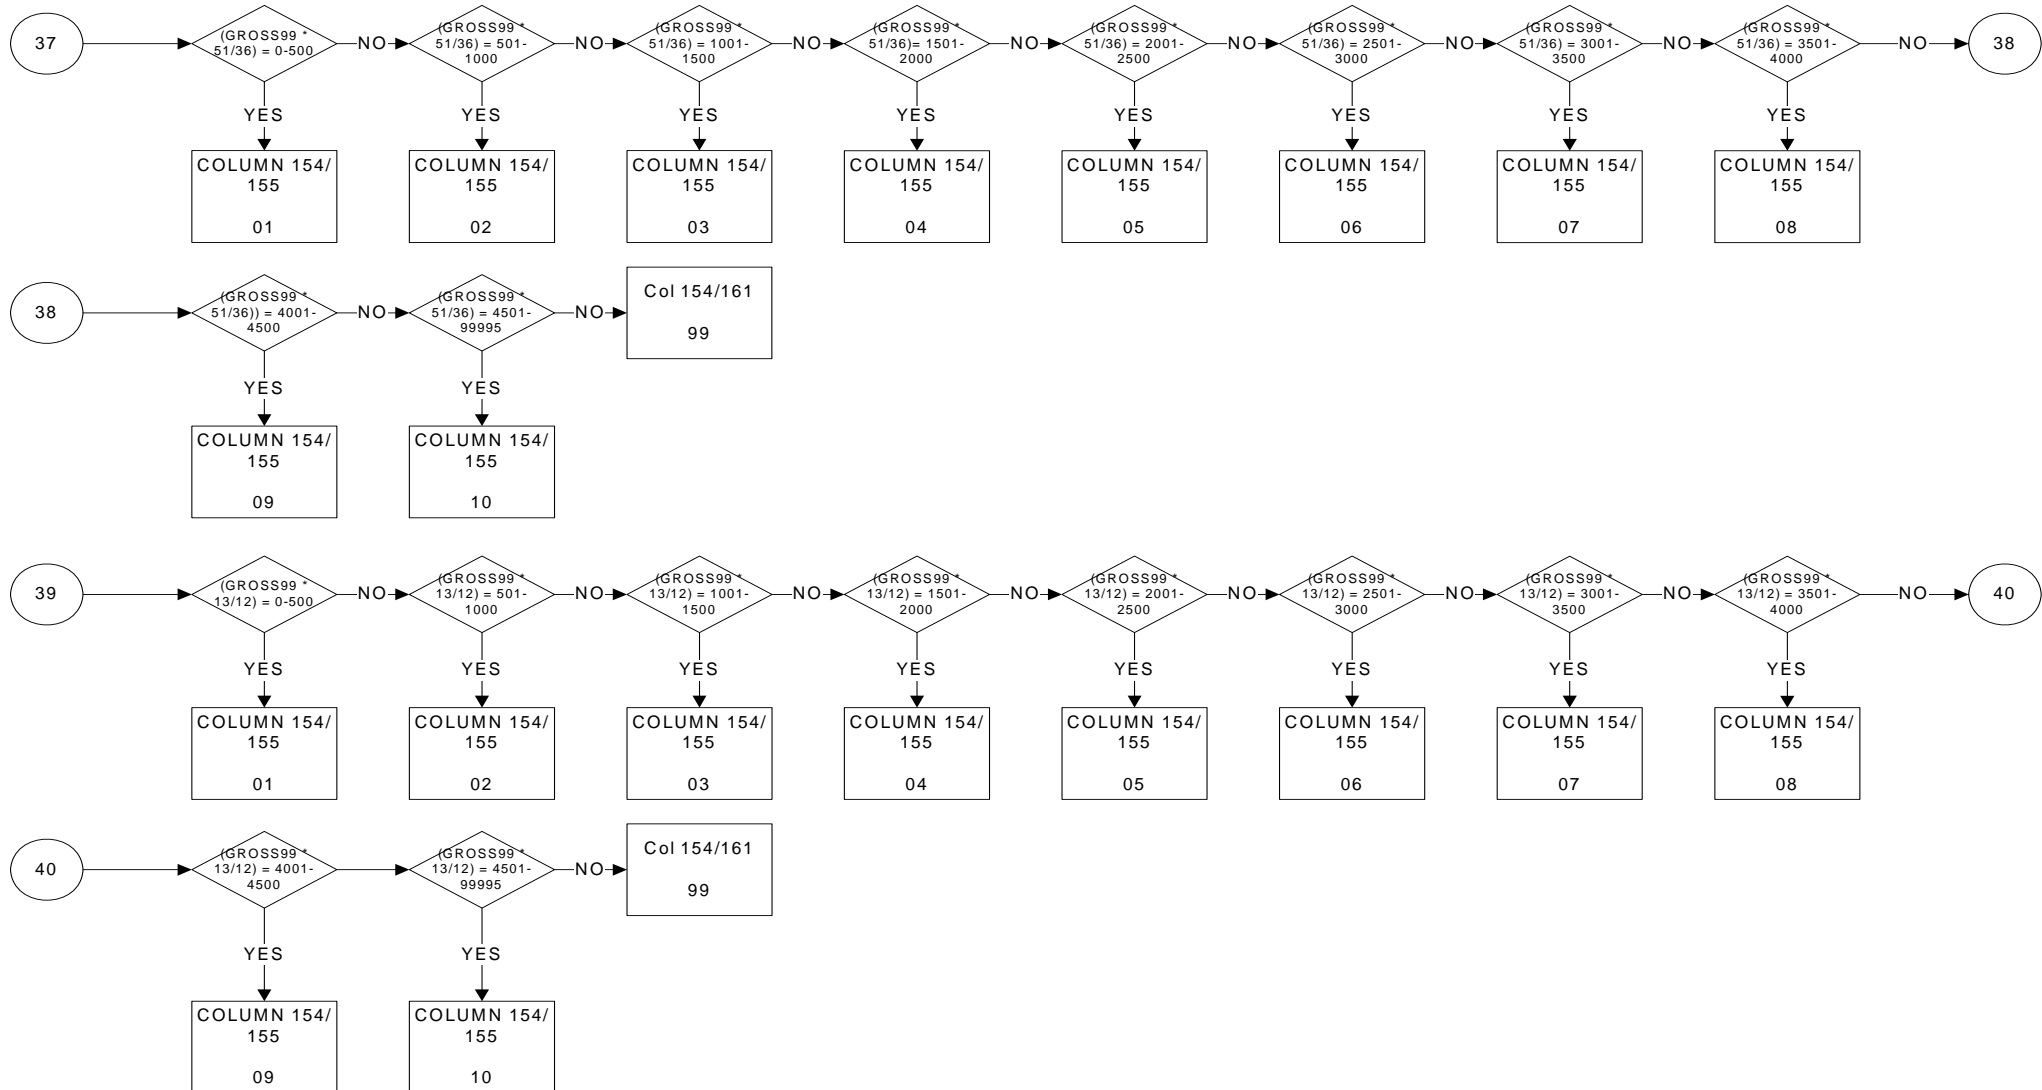 37
(GROSS99 *
51/36) = 0-500
NO
(GROSS99 *
51/36) = 501-
1000
NO
(GROSS99 *
51/36) = 1001-
1500
NO
(GROSS99 *
51/36)= 1501-
2000
NO
(GROSS99 *
51/36) = 2001-
2500
NO
(GROSS99 *
51/36) = 2501-
3000
NO
(GROSS99 *
51/36) = 3001-
3500
NO
(GROSS99 *
51/36) = 3501-
4000
NO
38
YES
YES
YES
YES
YES
YES
YES
YES
COLUMN 154/
155
01
COLUMN 154/
155
02
COLUMN 154/
155
03
COLUMN 154/
155
04
COLUMN 154/
155
05
COLUMN 154/
155
06
COLUMN 154/
155
07
COLUMN 154/
155
08
38
(GROSS99 *
51/36)) = 4001-
4500
NO
(GROSS99 *
51/36) = 4501-
99995
NO
Col 154/161
99
YES
YES
COLUMN 154/
155
09
COLUMN 154/
155
10
39
(GROSS99 *
13/12) = 0-500
NO
(GROSS99 *
13/12) = 501-
1000
NO
(GROSS99 *
13/12) = 1001-
1500
NO
(GROSS99 *
13/12) = 1501-
2000
NO
(GROSS99 *
13/12) = 2001-
2500
NO
(GROSS99 *
13/12) = 2501-
3000
NO
(GROSS99 *
13/12) = 3001-
3500
NO
(GROSS99 *
13/12) = 3501-
4000
NO
40
YES
YES
YES
YES
YES
YES
YES
YES
COLUMN 154/
155
01
COLUMN 154/
155
02
COLUMN 154/
155
03
COLUMN 154/
155
04
COLUMN 154/
155
05
COLUMN 154/
155
06
COLUMN 154/
155
07
COLUMN 154/
155
08
40
(GROSS99 *
13/12) = 4001-
4500
(GROSS99 *
13/12) = 4501-
99995
NO
Col 154/161
99
YES
YES
COLUMN 154/
155
09
COLUMN 154/
155
10